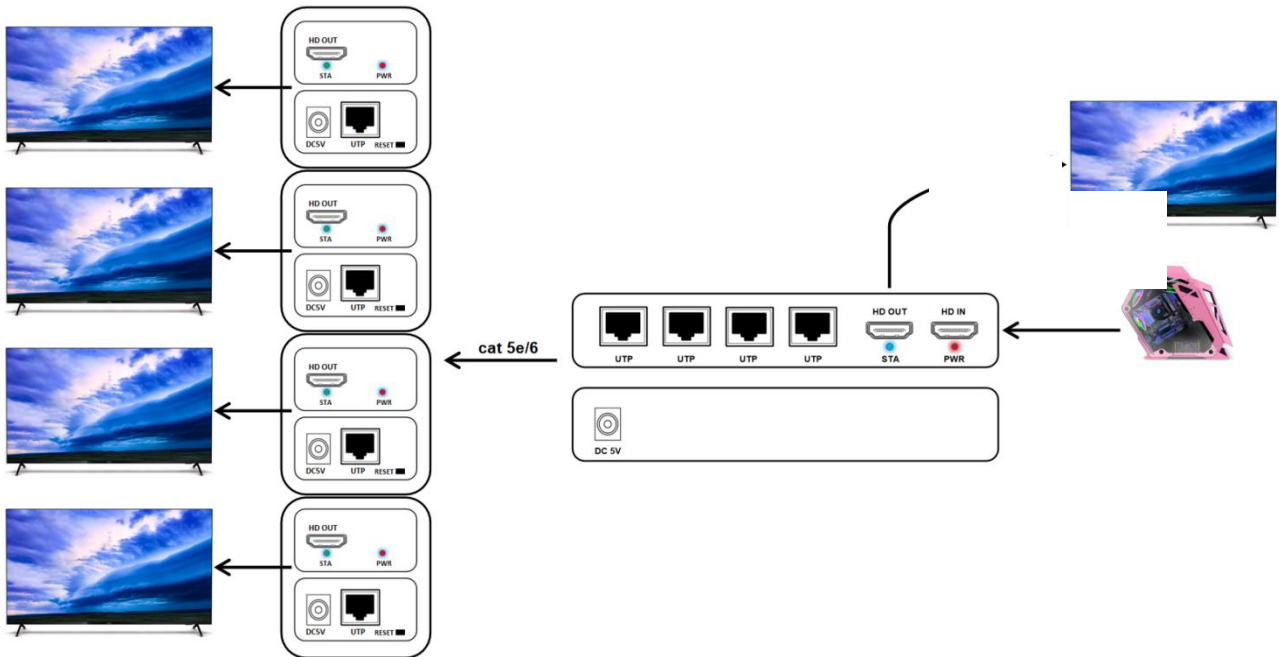 HD OUT
STA PWR
DC5V UTP RESET
HD OUT
STA PWR
DC5V UTP RESET
HD OUT
STA PWR
DC5V UTP RESET
HD OUT
STA PWR
DC5V UTP RESET
cat 5e/6
HD OUT HD IN
UTP UTP UTP UTP STA PWR
DC 5V